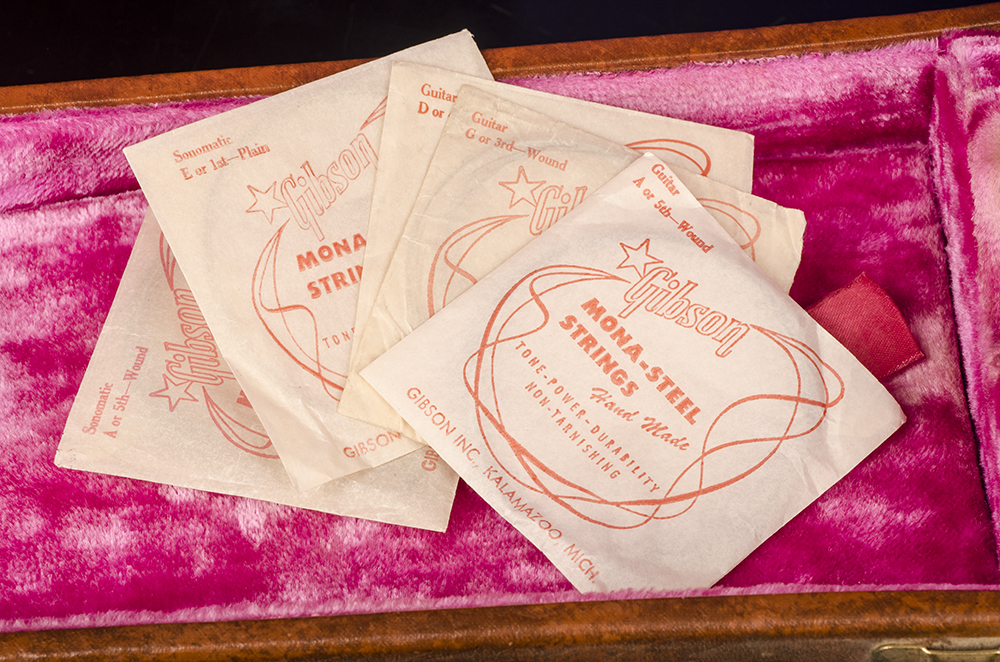 Sonomatic
E or 1st—Plain
Gibson
MONA
STRIN
TONE
GIBSON
Guitar
D or
Guitar
G or 3rd—Wound
Gib
Guitar
A or 5th—Wound
Gibson
MONA-STEEL
STRINGS
Hand Made
TONE-POWER-DURABILITY
NON-TARNISHING
GIBSON INC., KALAMAZOO, MICH.
Sonomatic
A or 5th—Wound
Gibson
GIB